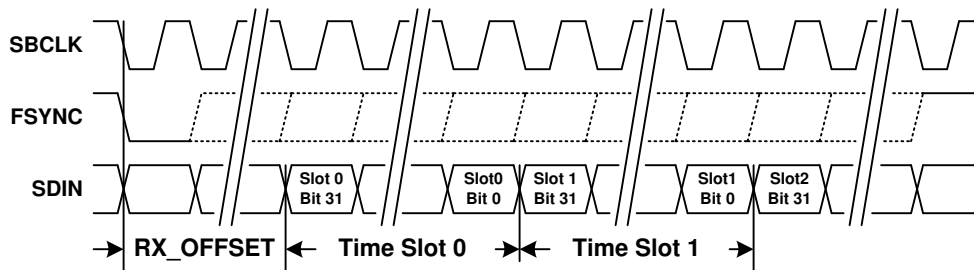 SBCLK
FSYNC
SDIN
Slot 0
Bit 31
Slot0
Bit 0
Slot 1
Bit 31
Slot1
Bit 0
Slot2
Bit 31
RX_OFFSET
Time Slot 0
Time Slot 1